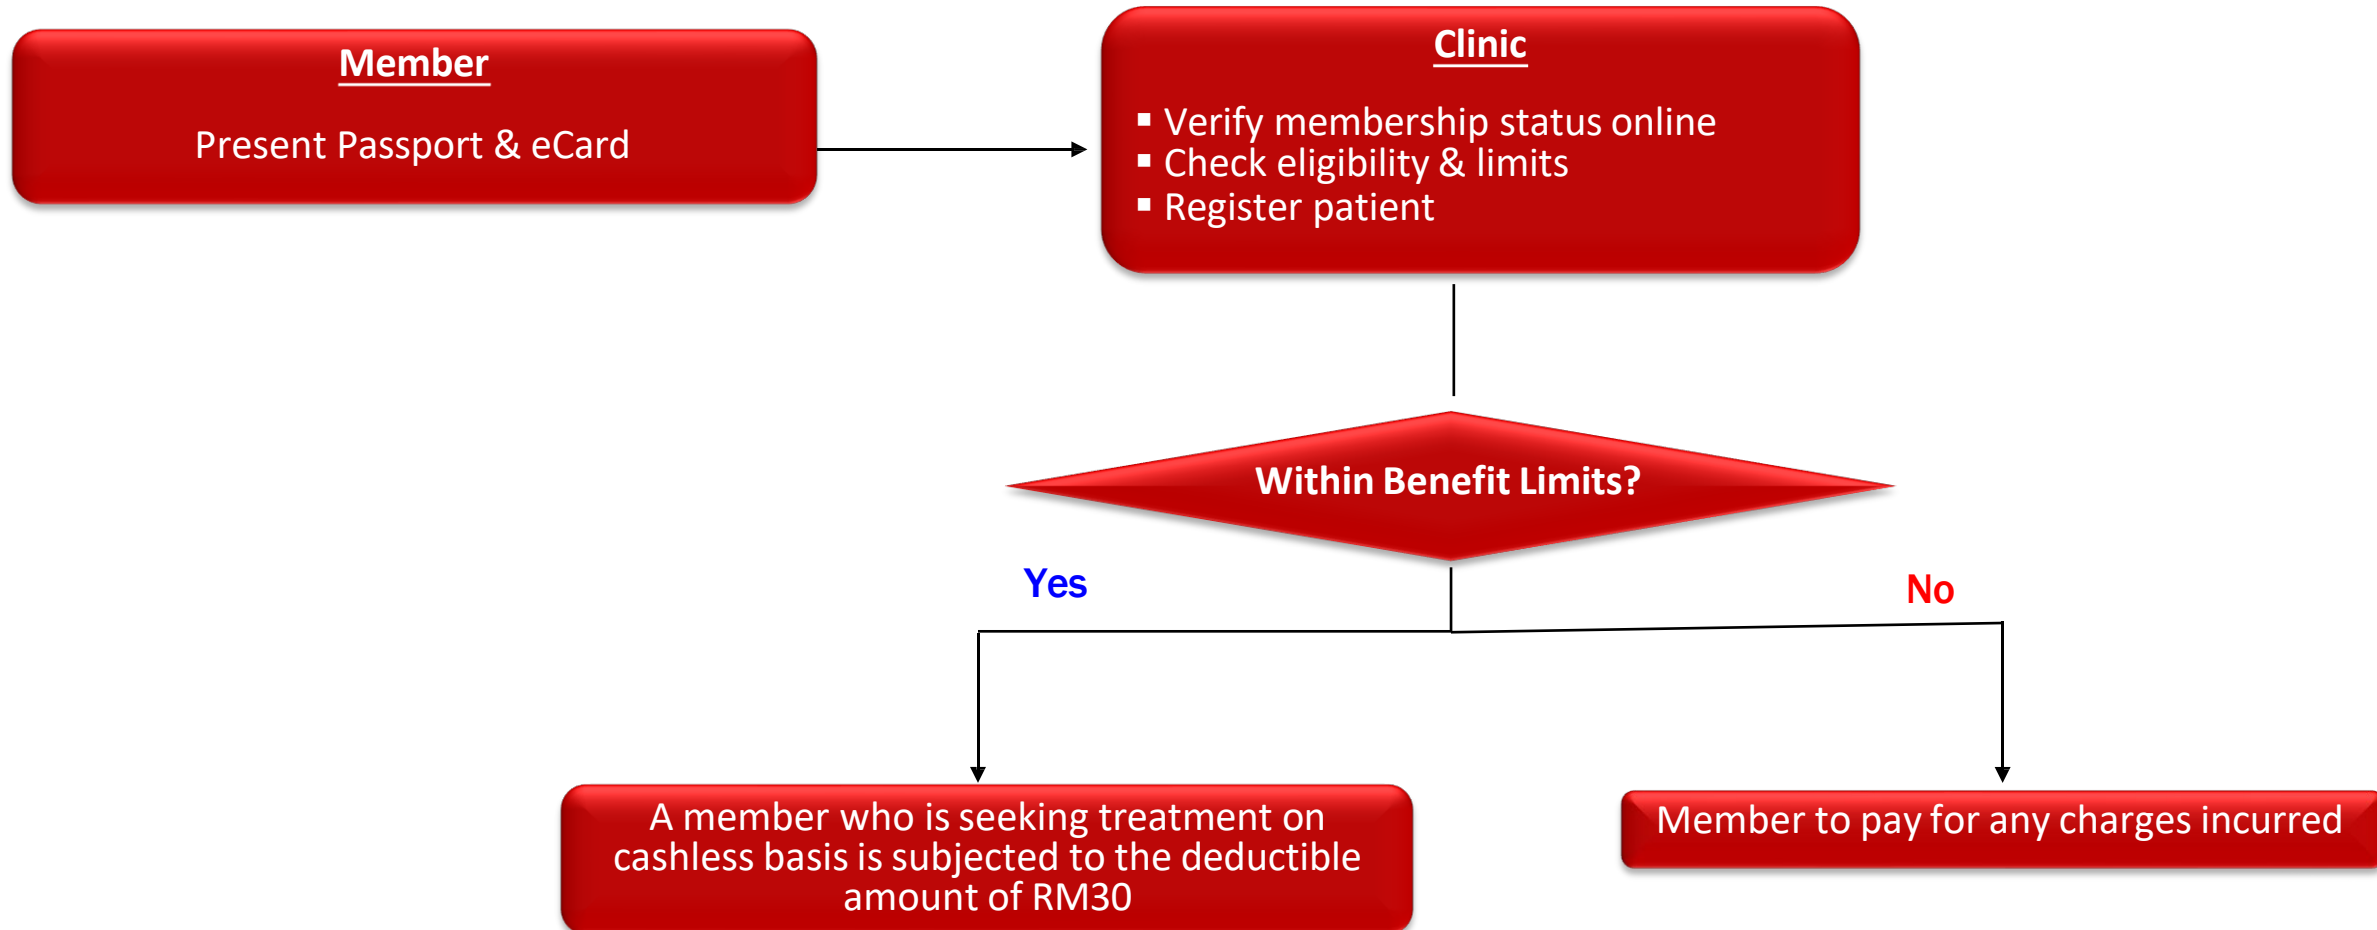 Member
Present Passport & eCard
Clinic
▪ Verify membership status online
▪ Check eligibility & limits
▪ Register patient
Within Benefit Limits?
Yes
No
A member who is seeking treatment on
cashless basis is subjected to the deductible
amount of RM30
Member to pay for any charges incurred